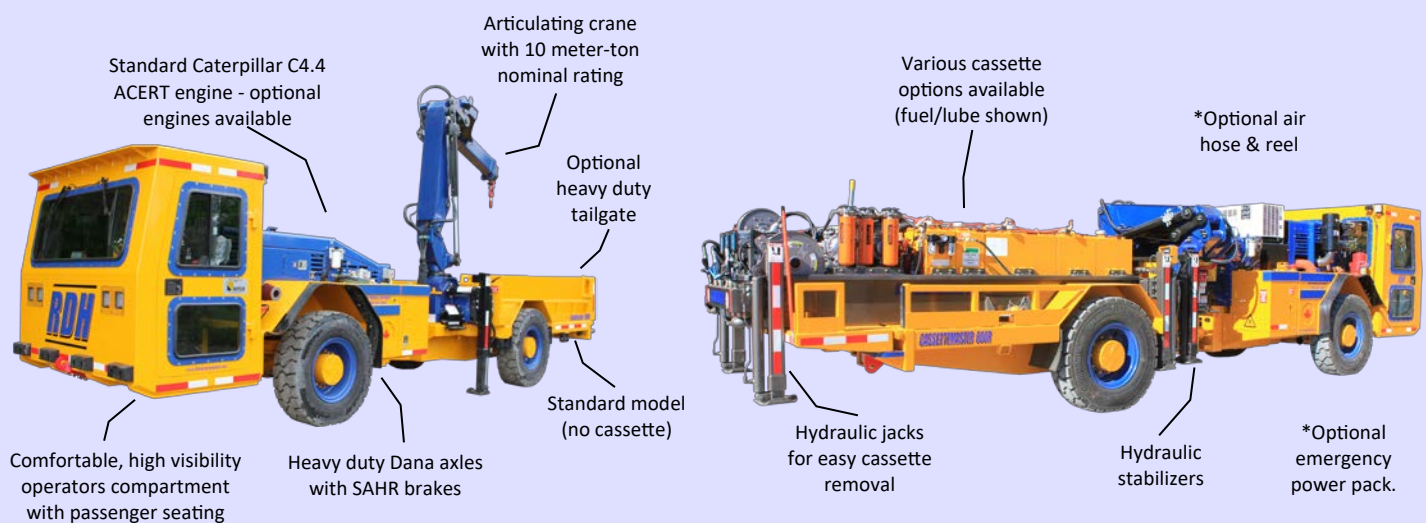 Articulating crane
with 10 meter-ton
nominal rating
Standard Caterpillar C4.4
ACERT engine - optional
engines available
Optional
heavy duty
tailgate
RDH
Standard model
(no cassette)
Comfortable, high visibility
operators compartment
with passenger seating
Heavy duty Dana axles
with SAHR brakes
Various cassette
options available
(fuel/lube shown)
*Optional air
hose & reel
CASSETTEMASTER 800R
Hydraulic jacks
for easy cassette
removal
Hydraulic
stabilizers
*Optional
emergency
power pack.